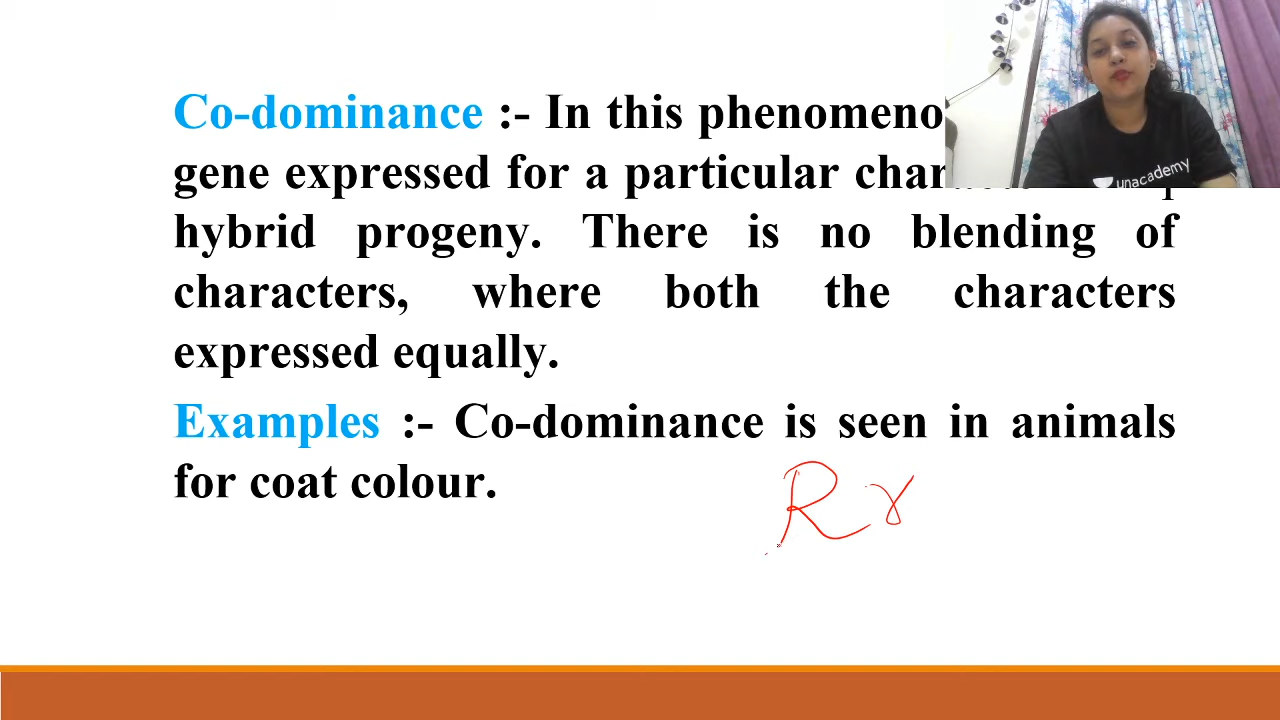 Co-dominance :- In this phenomeno
gene expressed for a particular
hybrid progeny. There is no blending of
characters, where both the characters
expressed equally.
Examples :- Co-dominance is seen in animals
for coat colour.
Rr
unacademy